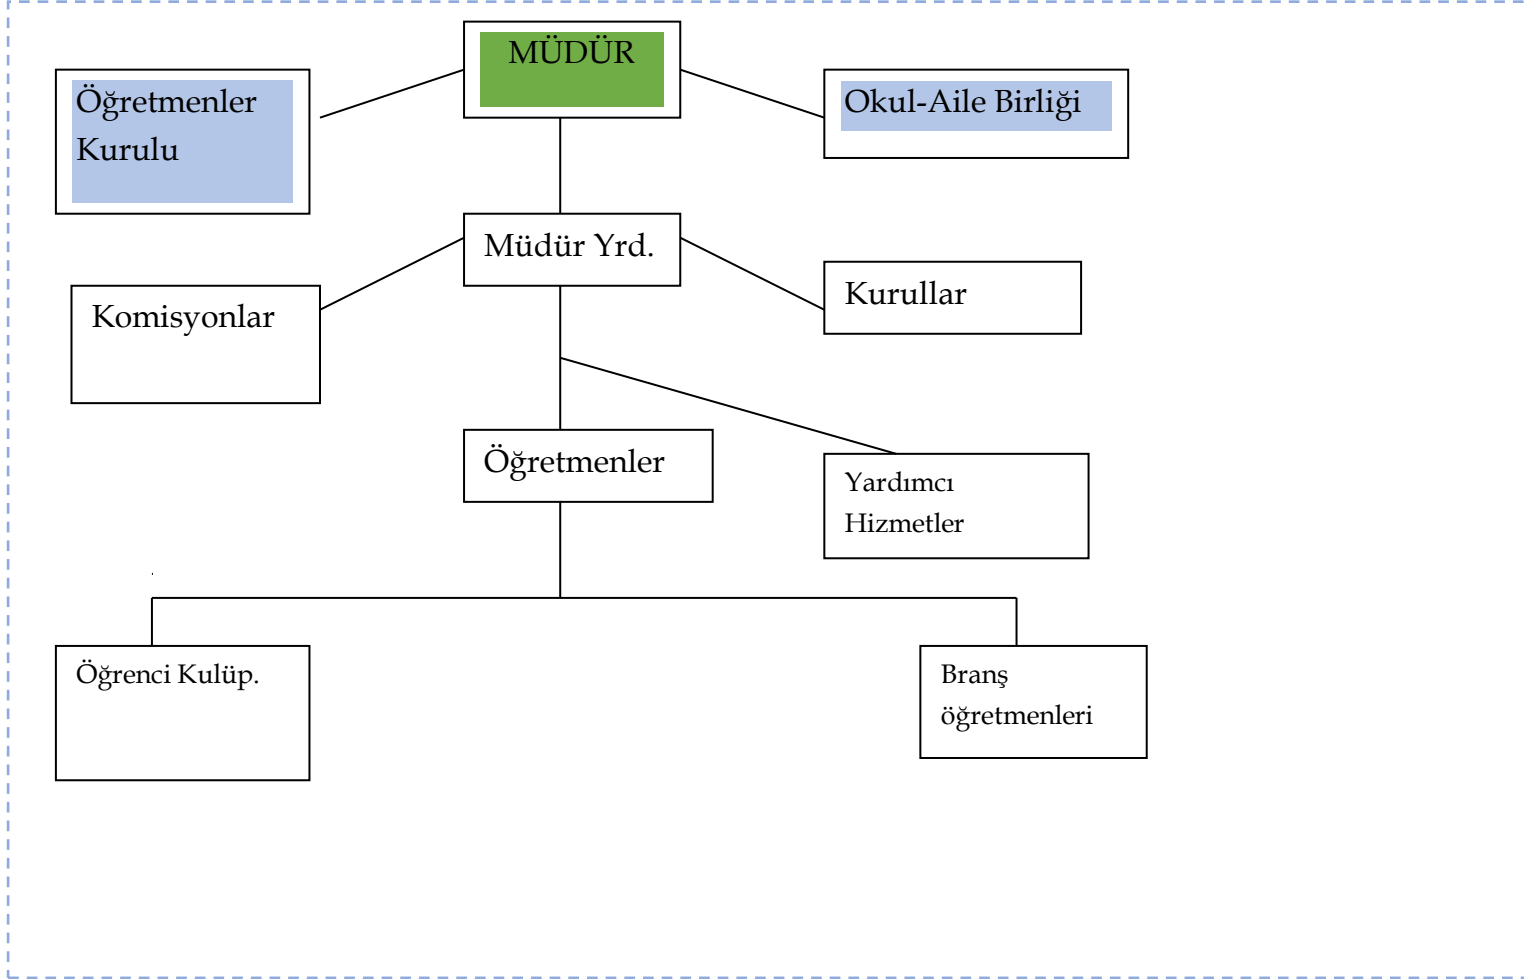 MÜDÜR
Öğretmenler
Kurulu
Okul-Aile Birliği
Müdür Yrd.
Komisyonlar
Kurullar
Öğretmenler
Yardımcı
Hizmetler
Öğrenci Kulüp.
Branş
öğretmenleri